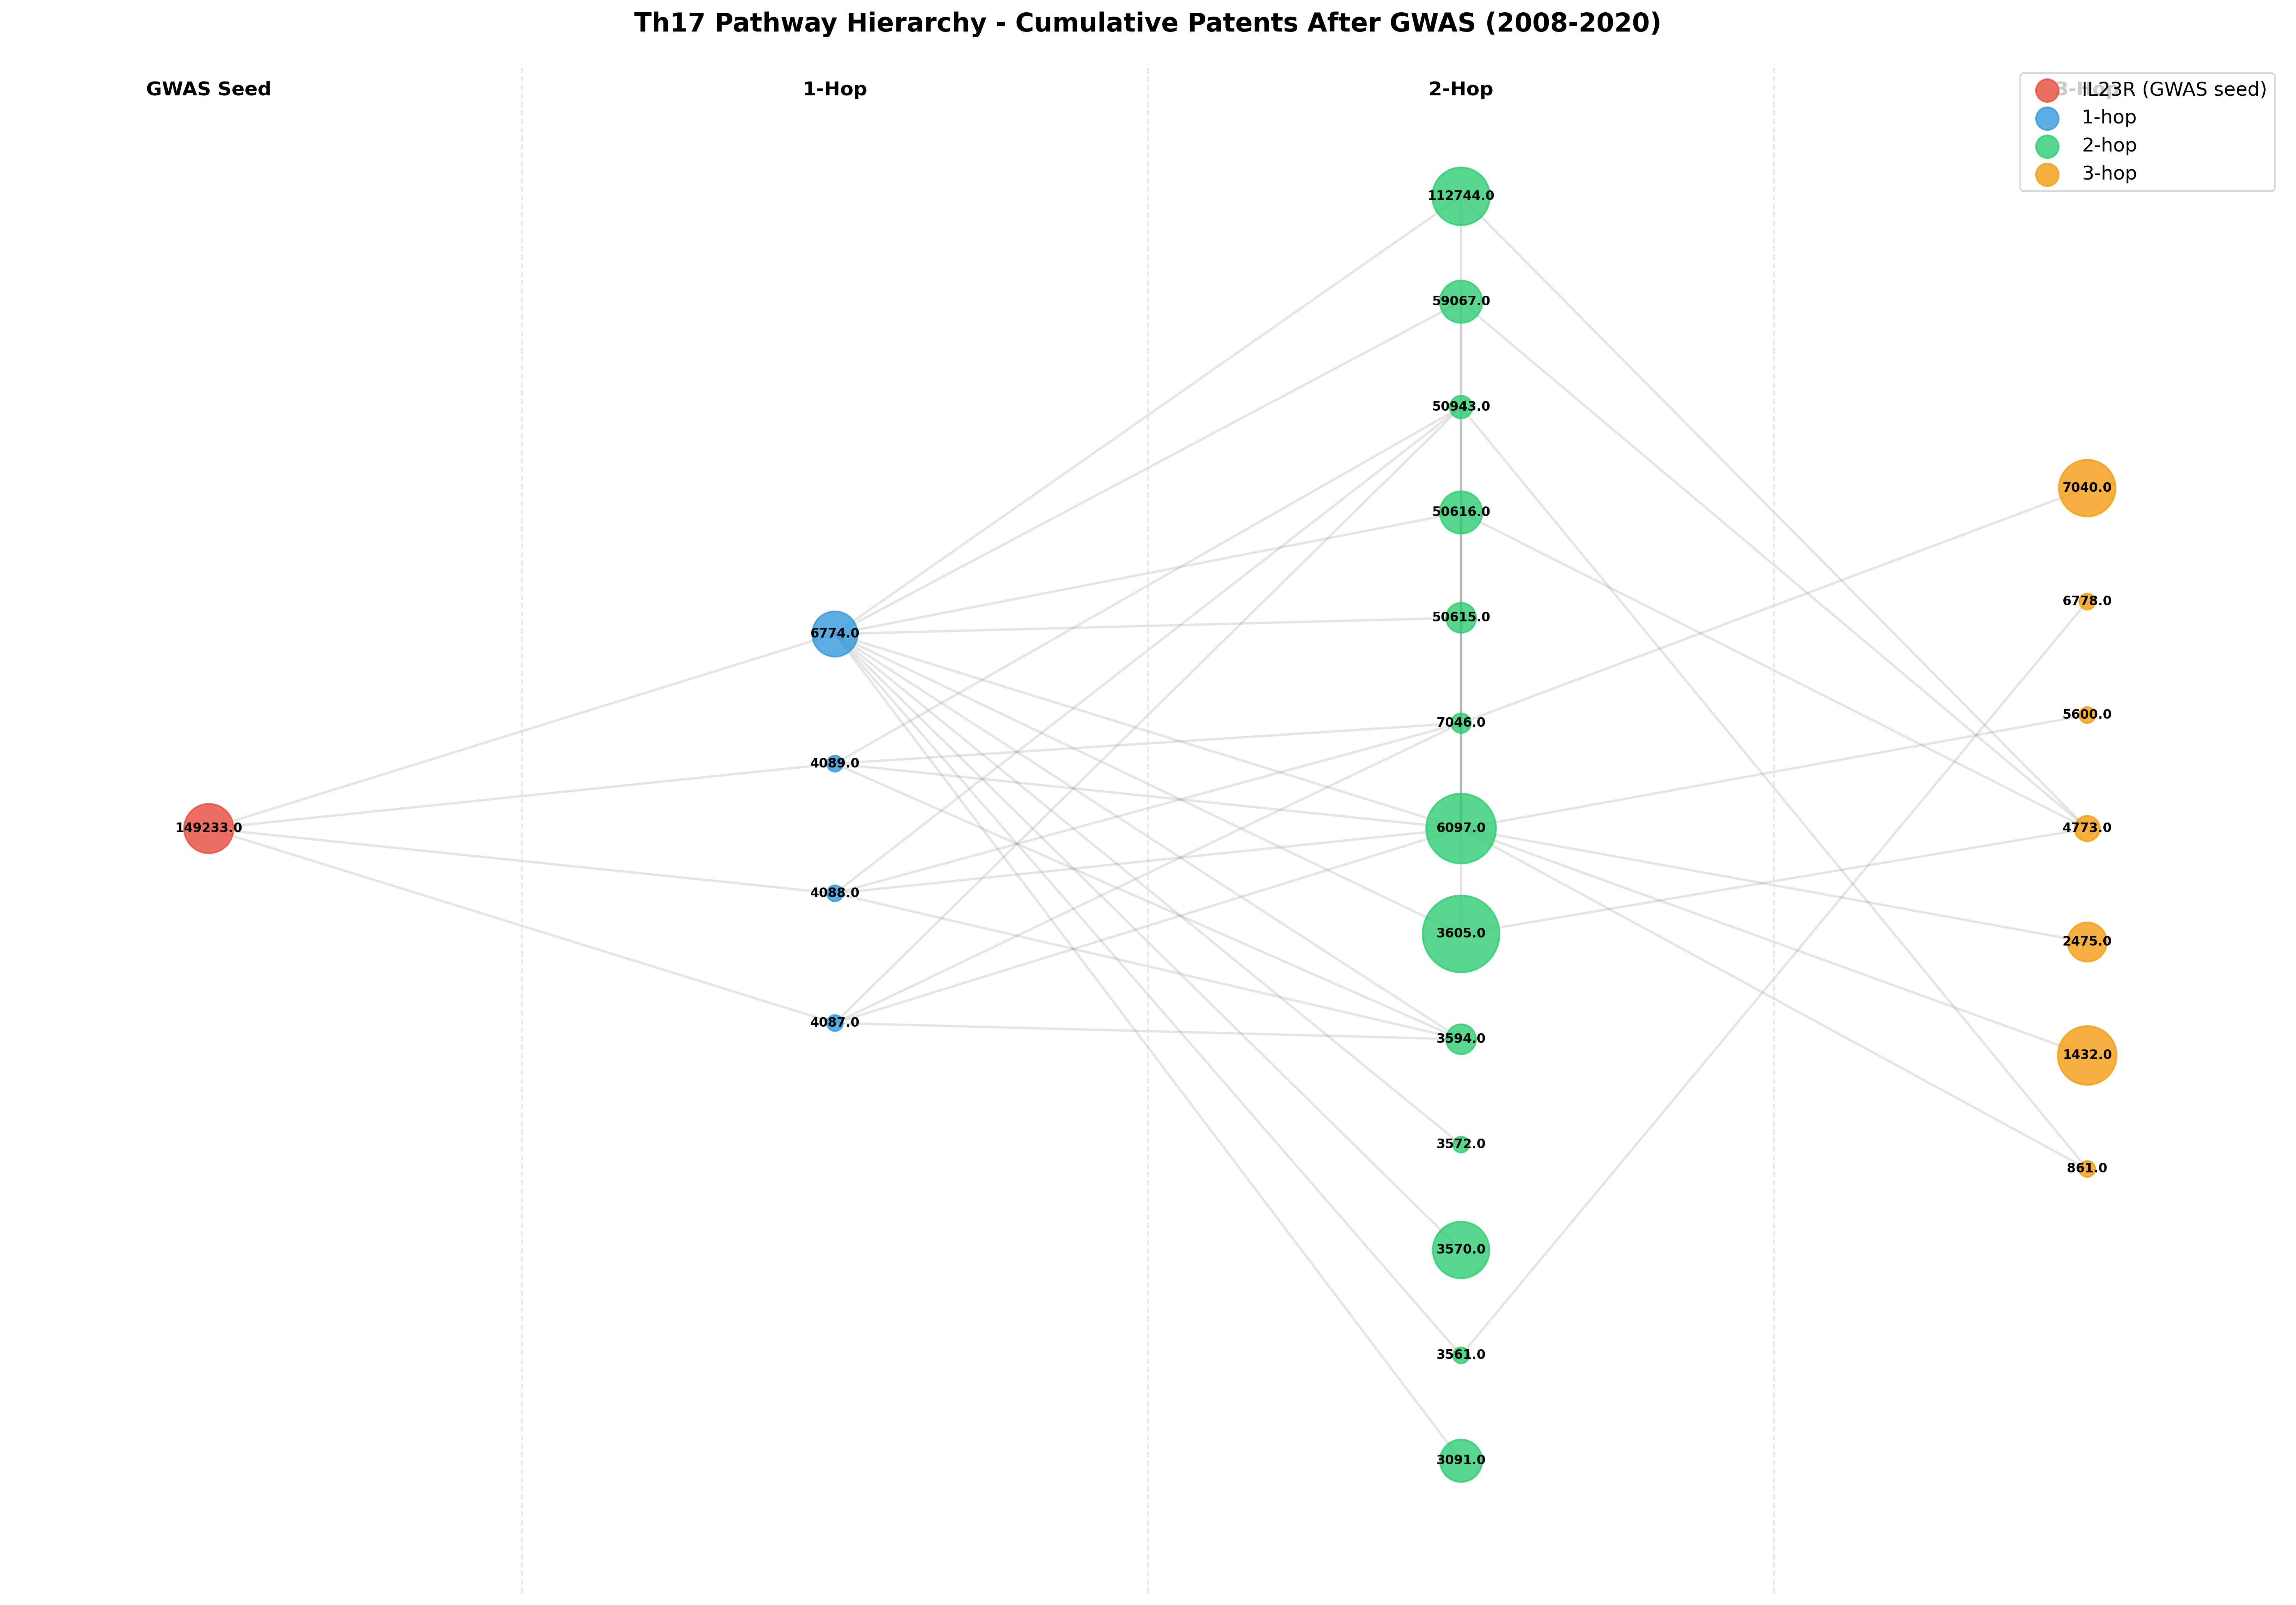 Th17 Pathway Hierarchy - Cumulative Patents After GWAS (2008-2020)
GWAS Seed
1-Hop
2-Hop
3-Hop
IL23R (GWAS seed)
1-hop
2-hop
3-hop
149233.0
6774.0
4089.0
4088.0
4087.0
112744.0
59067.0
50943.0
50616.0
50615.0
7046.0
6097.0
3605.0
3594.0
3572.0
3570.0
3561.0
3091.0
7040.0
6778.0
5600.0
4773.0
2475.0
1432.0
861.0